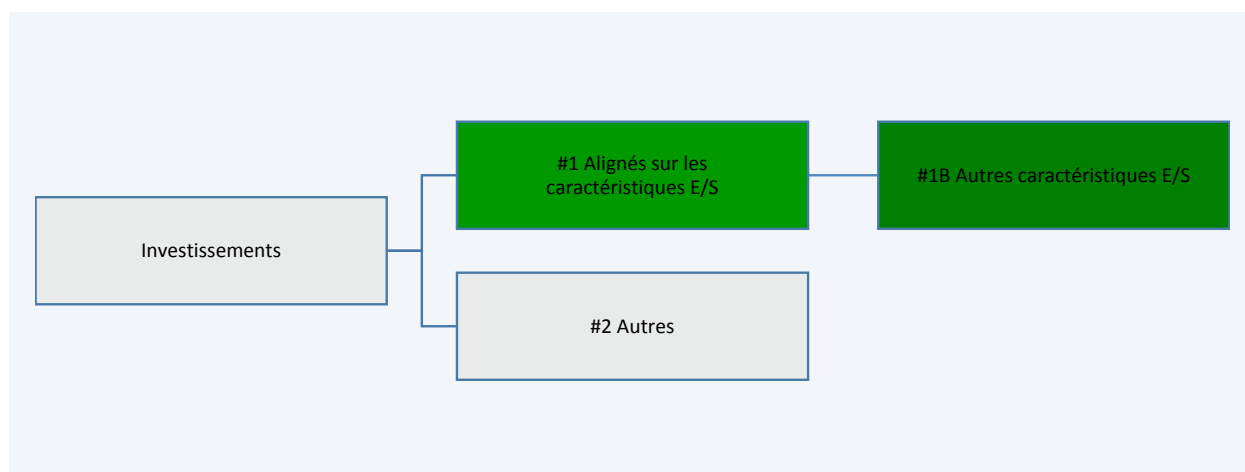 #1 Alignés sur les
caractéristiques E/S
#1B Autres caractéristiques E/S
Investissements
#2 Autres